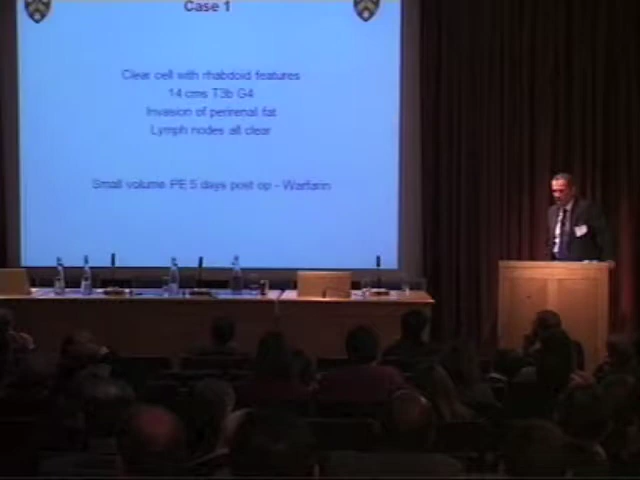 Case 1
Clear cell with rhabdoid features
14 cms T3b G4
Invasion of perirenal fat
Lymph nodes all clear
Small volume PE 5 days post op - Warfarin